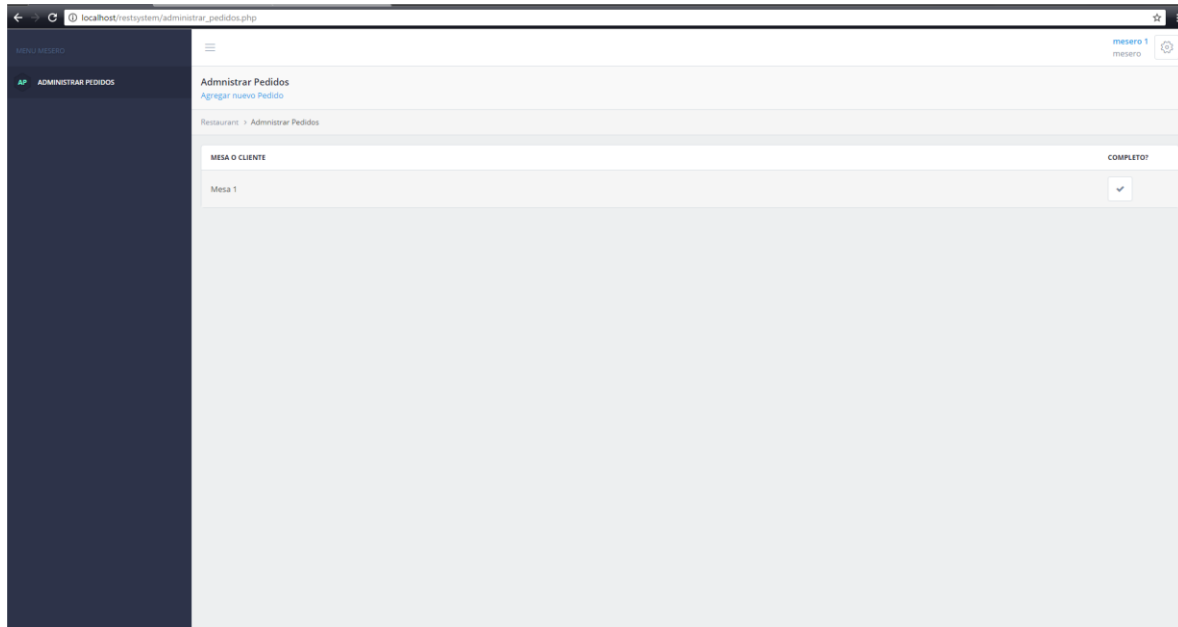 localhost/restsystem/administrar_pedidos.php
MENU MESERO
AP ADMINISTRAR PEDIDOS
mesero 1
mesero
Admnistrar Pedidos
Agregar nuevo Pedido
Restaurant > Admnistrar Pedidos
MESA O CLIENTE COMPLETO?
Mesa 1